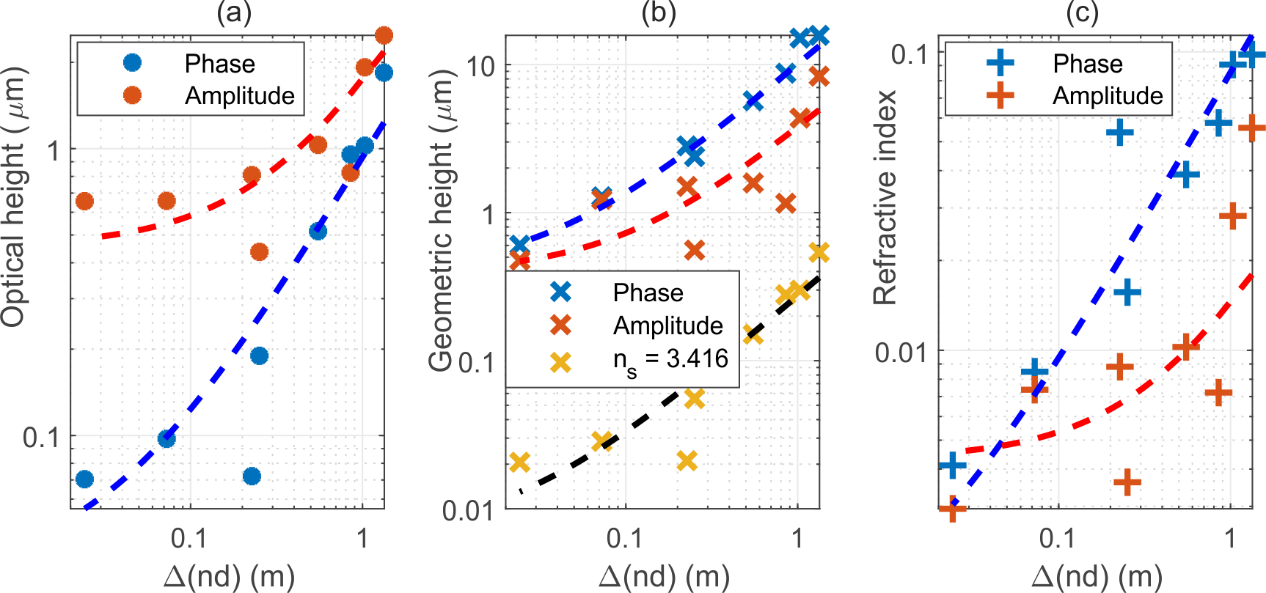 (a)
Optical height ( μm)
1
0.1
Phase
Amplitude
0.1
1
Δ(nd) (m)
(b)
Geometric height (μm)
10
1
0.1
0.01
Phase
Amplitude
nₛ = 3.416
0.1
1
Δ(nd) (m)
(c)
Refractive index
0.1
0.01
Phase
Amplitude
0.1
1
Δ(nd) (m)